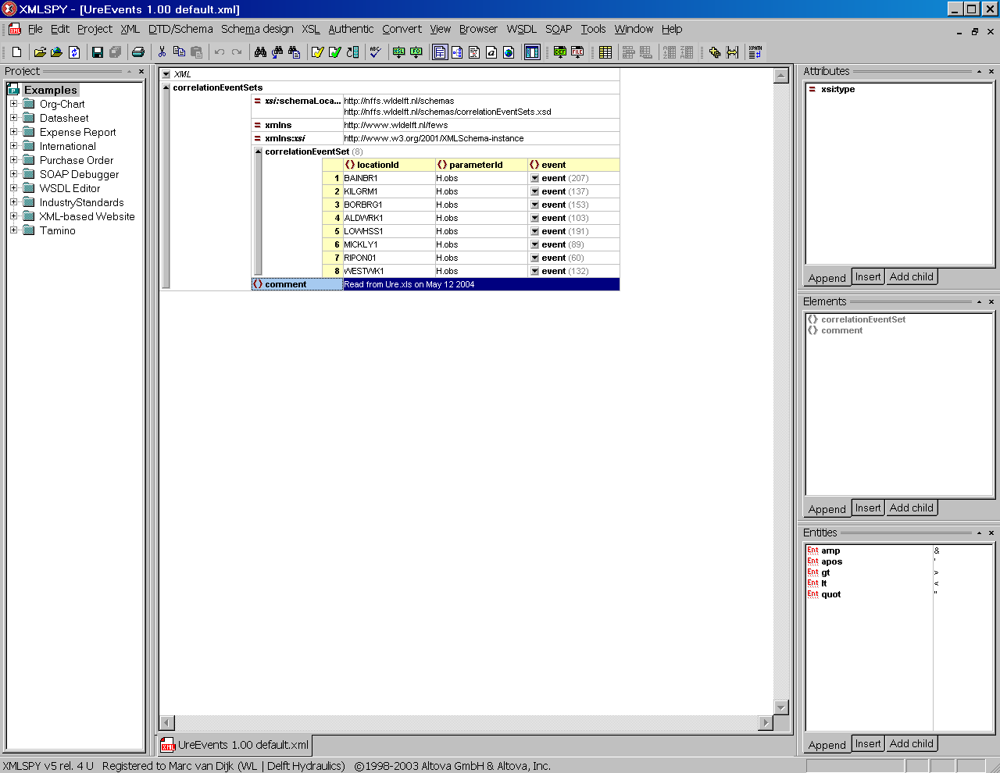 XMLSPY - [UreEvents 1.00 default.xml]
File Edit Project XML DTD/Schema Schema design XSL Authentic Convert View Browser WSDL SOAP Tools Window Help
Project
Examples
Org-Chart
Datasheet
Expense Report
International
Purchase Order
SOAP Debugger
WSDL Editor
IndustryStandards
XML-based Website
Tamino
XML
correlationEventSets
= xsi:schemaLoca... http://nffs.wldelft.nl/schemas
http://nffs.wldelft.nl/schemas/correlationEventSets.xsd
= xmlns http://www.wldelft.nl/fews
= xmlns:xsi http://www.w3.org/2001/XMLSchema-instance
correlationEventSet (8)
() locationId () parameterId () event
1 BAINBR1 H.obs event (207)
2 KILGRM1 H.obs event (137)
3 BORBRG1 H.obs event (153)
4 ALDWRK1 H.obs event (103)
5 LOWHSS1 H.obs event (191)
6 MICKLY1 H.obs event (89)
7 RIPON01 H.obs event (60)
8 WESTWK1 H.obs event (132)
() comment Read from Ure.xls on May 12 2004
UreEvents 1.00 default.xml
Attributes
= xsi:type
Append Insert Add child
Elements
() correlationEventSet
() comment
Append Insert Add child
Entities
Ent amp &
Ent apos '
Ent gt >
Ent lt <
Ent quot "
Append Insert Add child
XMLSPY v5 rel. 4 U Registered to Marc van Dijk (WL | Delft Hydraulics) ©1998-2003 Altova GmbH & Altova, Inc.